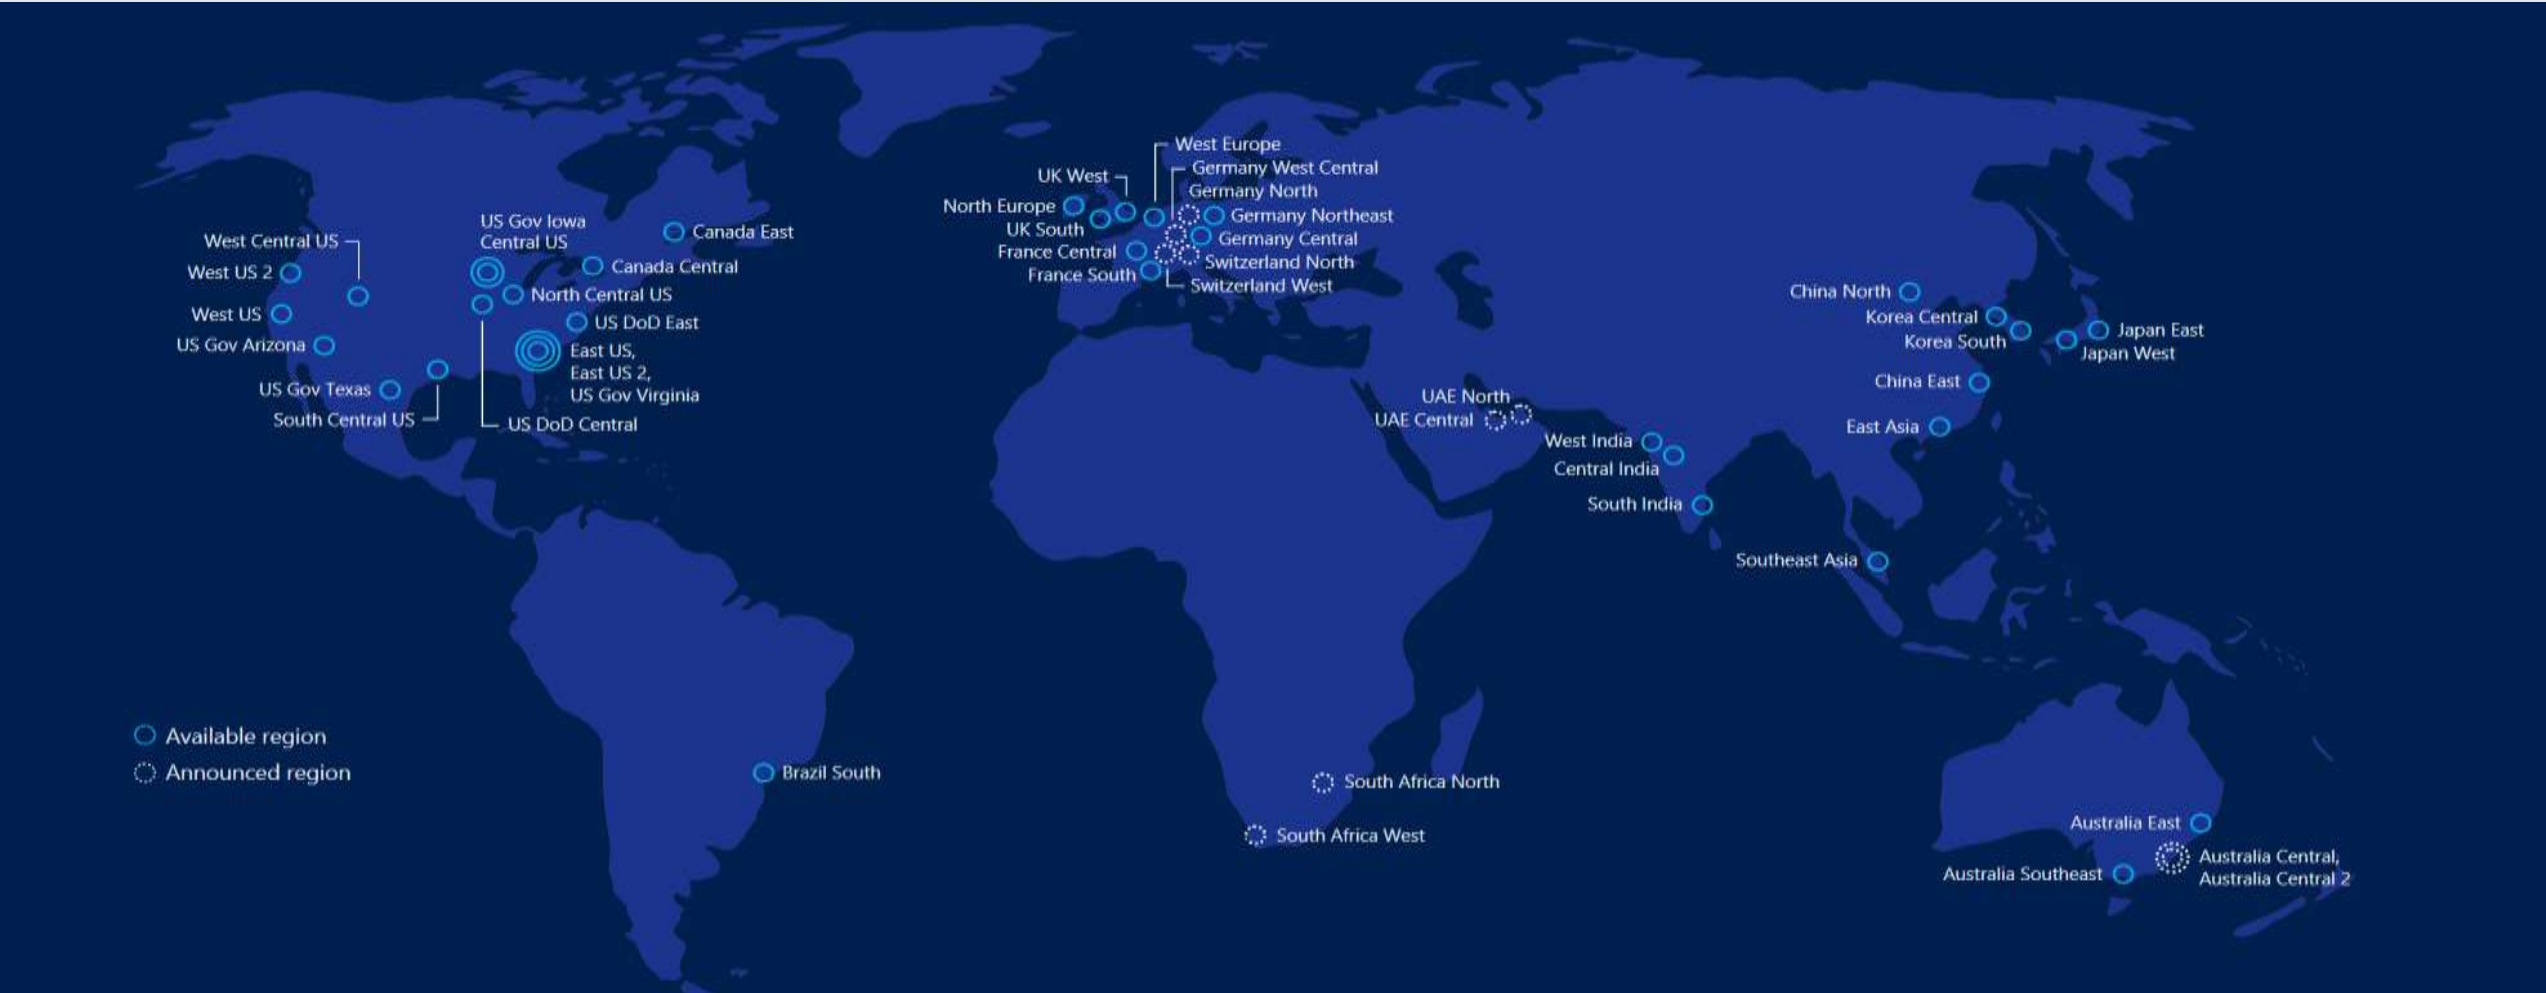 West Europe
Germany West Central
UK West
Germany North
North Europe
Germany Northeast
US Gov Iowa
Central US
Canada East
UK South
Germany Central
West Central US
France Central
Switzerland North
Canada Central
West US 2
France South
Switzerland West
North Central US
China North
West US
Korea Central
US DoD East
Japan East
Korea South
US Gov Arizona
East US,
East US 2,
US Gov Virginia
Japan West
China East
US Gov Texas
UAE North
South Central US
UAE Central
US DoD Central
East Asia
West India
Central India
South India
Southeast Asia
Available region
Announced region
Brazil South
South Africa North
South Africa West
Australia East
Australia Central,
Australia Central 2
Australia Southeast